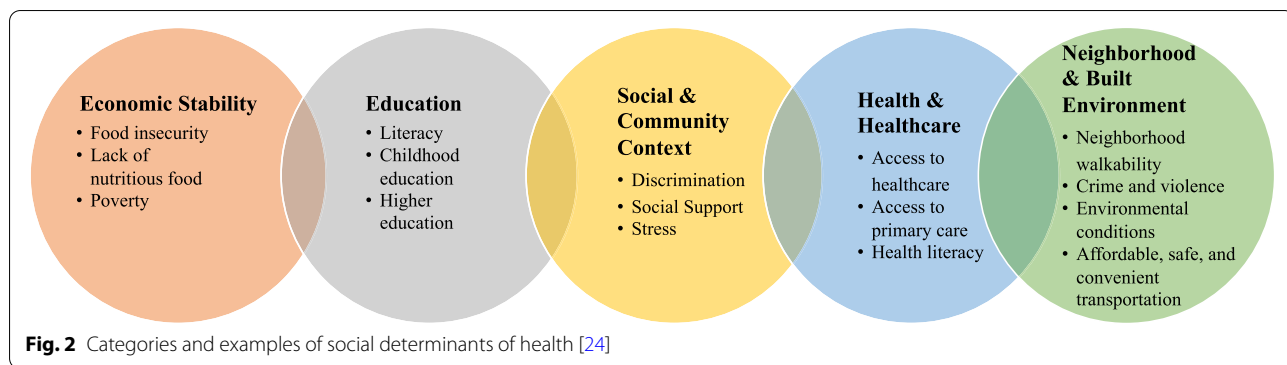 Economic Stability
• Food insecurity
• Lack of
nutritious food
• Poverty
Education
• Literacy
• Childhood
education
• Higher
education
Social &
Community
Context
• Discrimination
• Social Support
• Stress
Health &
Healthcare
• Access to
healthcare
• Access to
primary care
• Health literacy
Neighborhood
& Built
Environment
• Neighborhood
walkability
• Crime and violence
• Environmental
conditions
• Affordable, safe, and
convenient
transportation
Fig. 2 Categories and examples of social determinants of health [24]